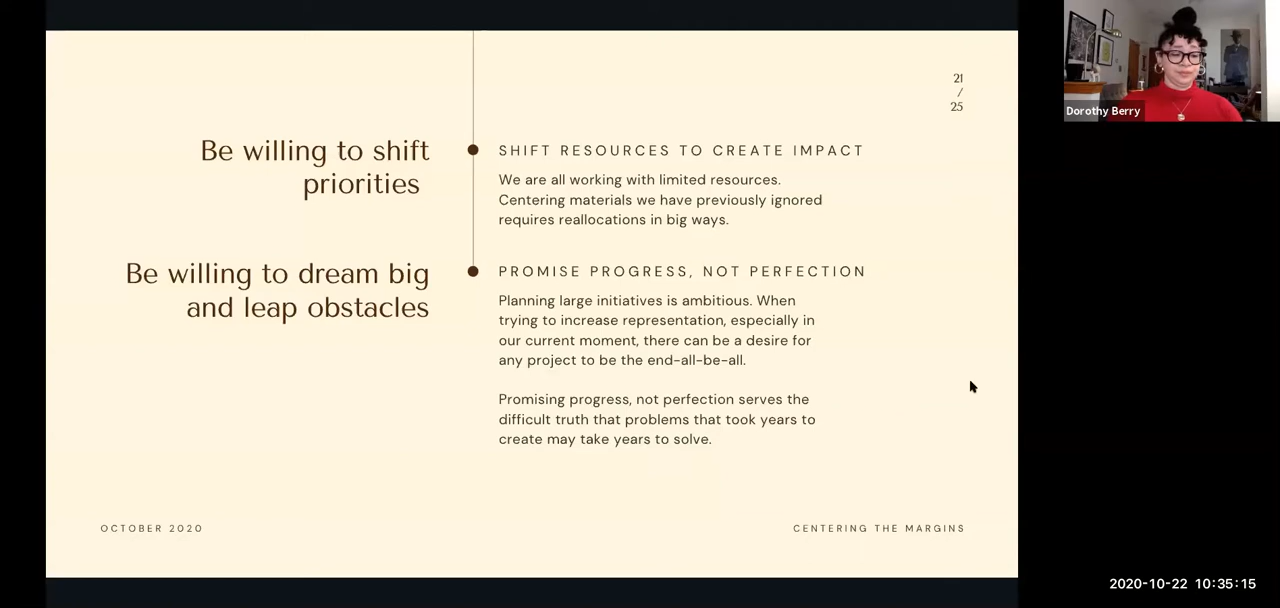 21
/
25
Be willing to shift
priorities
SHIFT RESOURCES TO CREATE IMPACT
We are all working with limited resources.
Centering materials we have previously ignored
requires reallocations in big ways.
Be willing to dream big
and leap obstacles
PROMISE PROGRESS, NOT PERFECTION
Planning large initiatives is ambitious. When
trying to increase representation, especially in
our current moment, there can be a desire for
any project to be the end-all-be-all.
Promising progress, not perfection serves the
difficult truth that problems that took years to
create may take years to solve.
OCTOBER 2020
CENTERING THE MARGINS
Dorothy Berry
2020-10-22 10:35:15